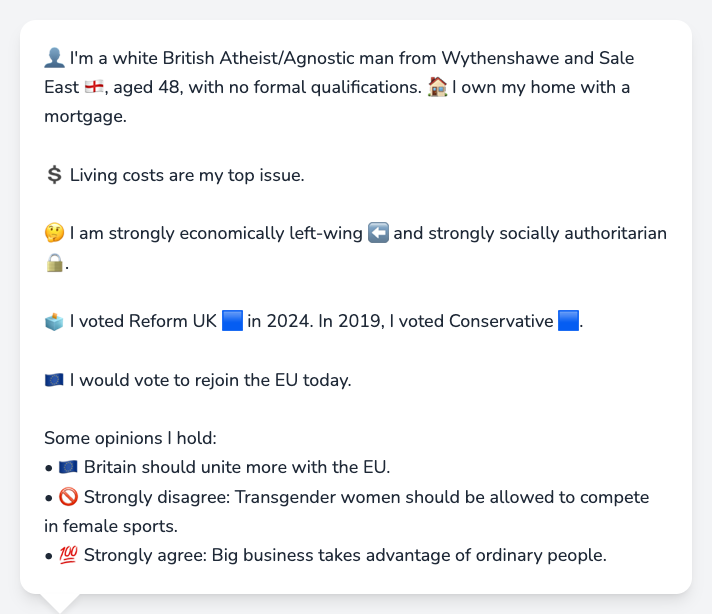 👤 I'm a white British Atheist/Agnostic man from Wythenshawe and Sale
East 🏴󠁧󠁢󠁥󠁮󠁧󠁿, aged 48, with no formal qualifications. 🏠 I own my home with a
mortgage.
💲 Living costs are my top issue.
🤔 I am strongly economically left-wing ⬅️ and strongly socially authoritarian
🔒.
🗳️ I voted Reform UK 🟦 in 2024. In 2019, I voted Conservative 🟦.
🇪🇺 I would vote to rejoin the EU today.
Some opinions I hold:
• 🇪🇺 Britain should unite more with the EU.
• 🚫 Strongly disagree: Transgender women should be allowed to compete
in female sports.
• 💯 Strongly agree: Big business takes advantage of ordinary people.